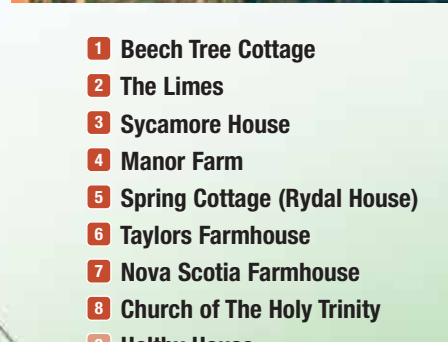 1 Beech Tree Cottage
2 The Limes
3 Sycamore House
4 Manor Farm
5 Spring Cottage (Rydal House)
6 Taylors Farmhouse
7 Nova Scotia Farmhouse
8 Church of The Holy Trinity
House